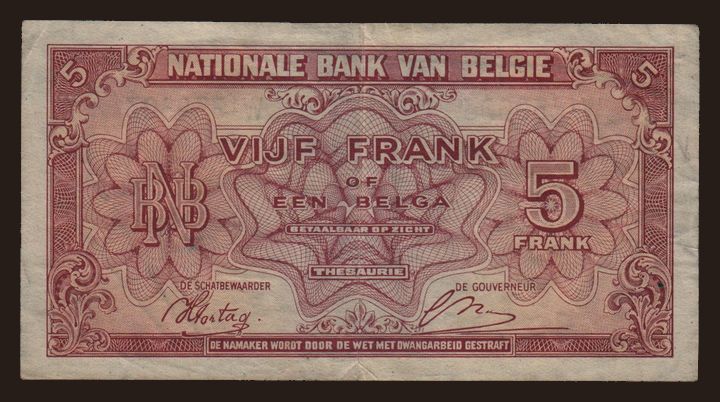 5
5
NATIONALE BANK VAN BELGIE
VIJF FRANK
OF
EEN BELGA
BETAALBAAR OP ZICHT
THESAURIE
BNB
5
FRANK
DE SCHATBEWAARDER
DE GOUVERNEUR
DE NAMAKER WORDT DOOR DE WET MET DWANGARBEID GESTRAFT